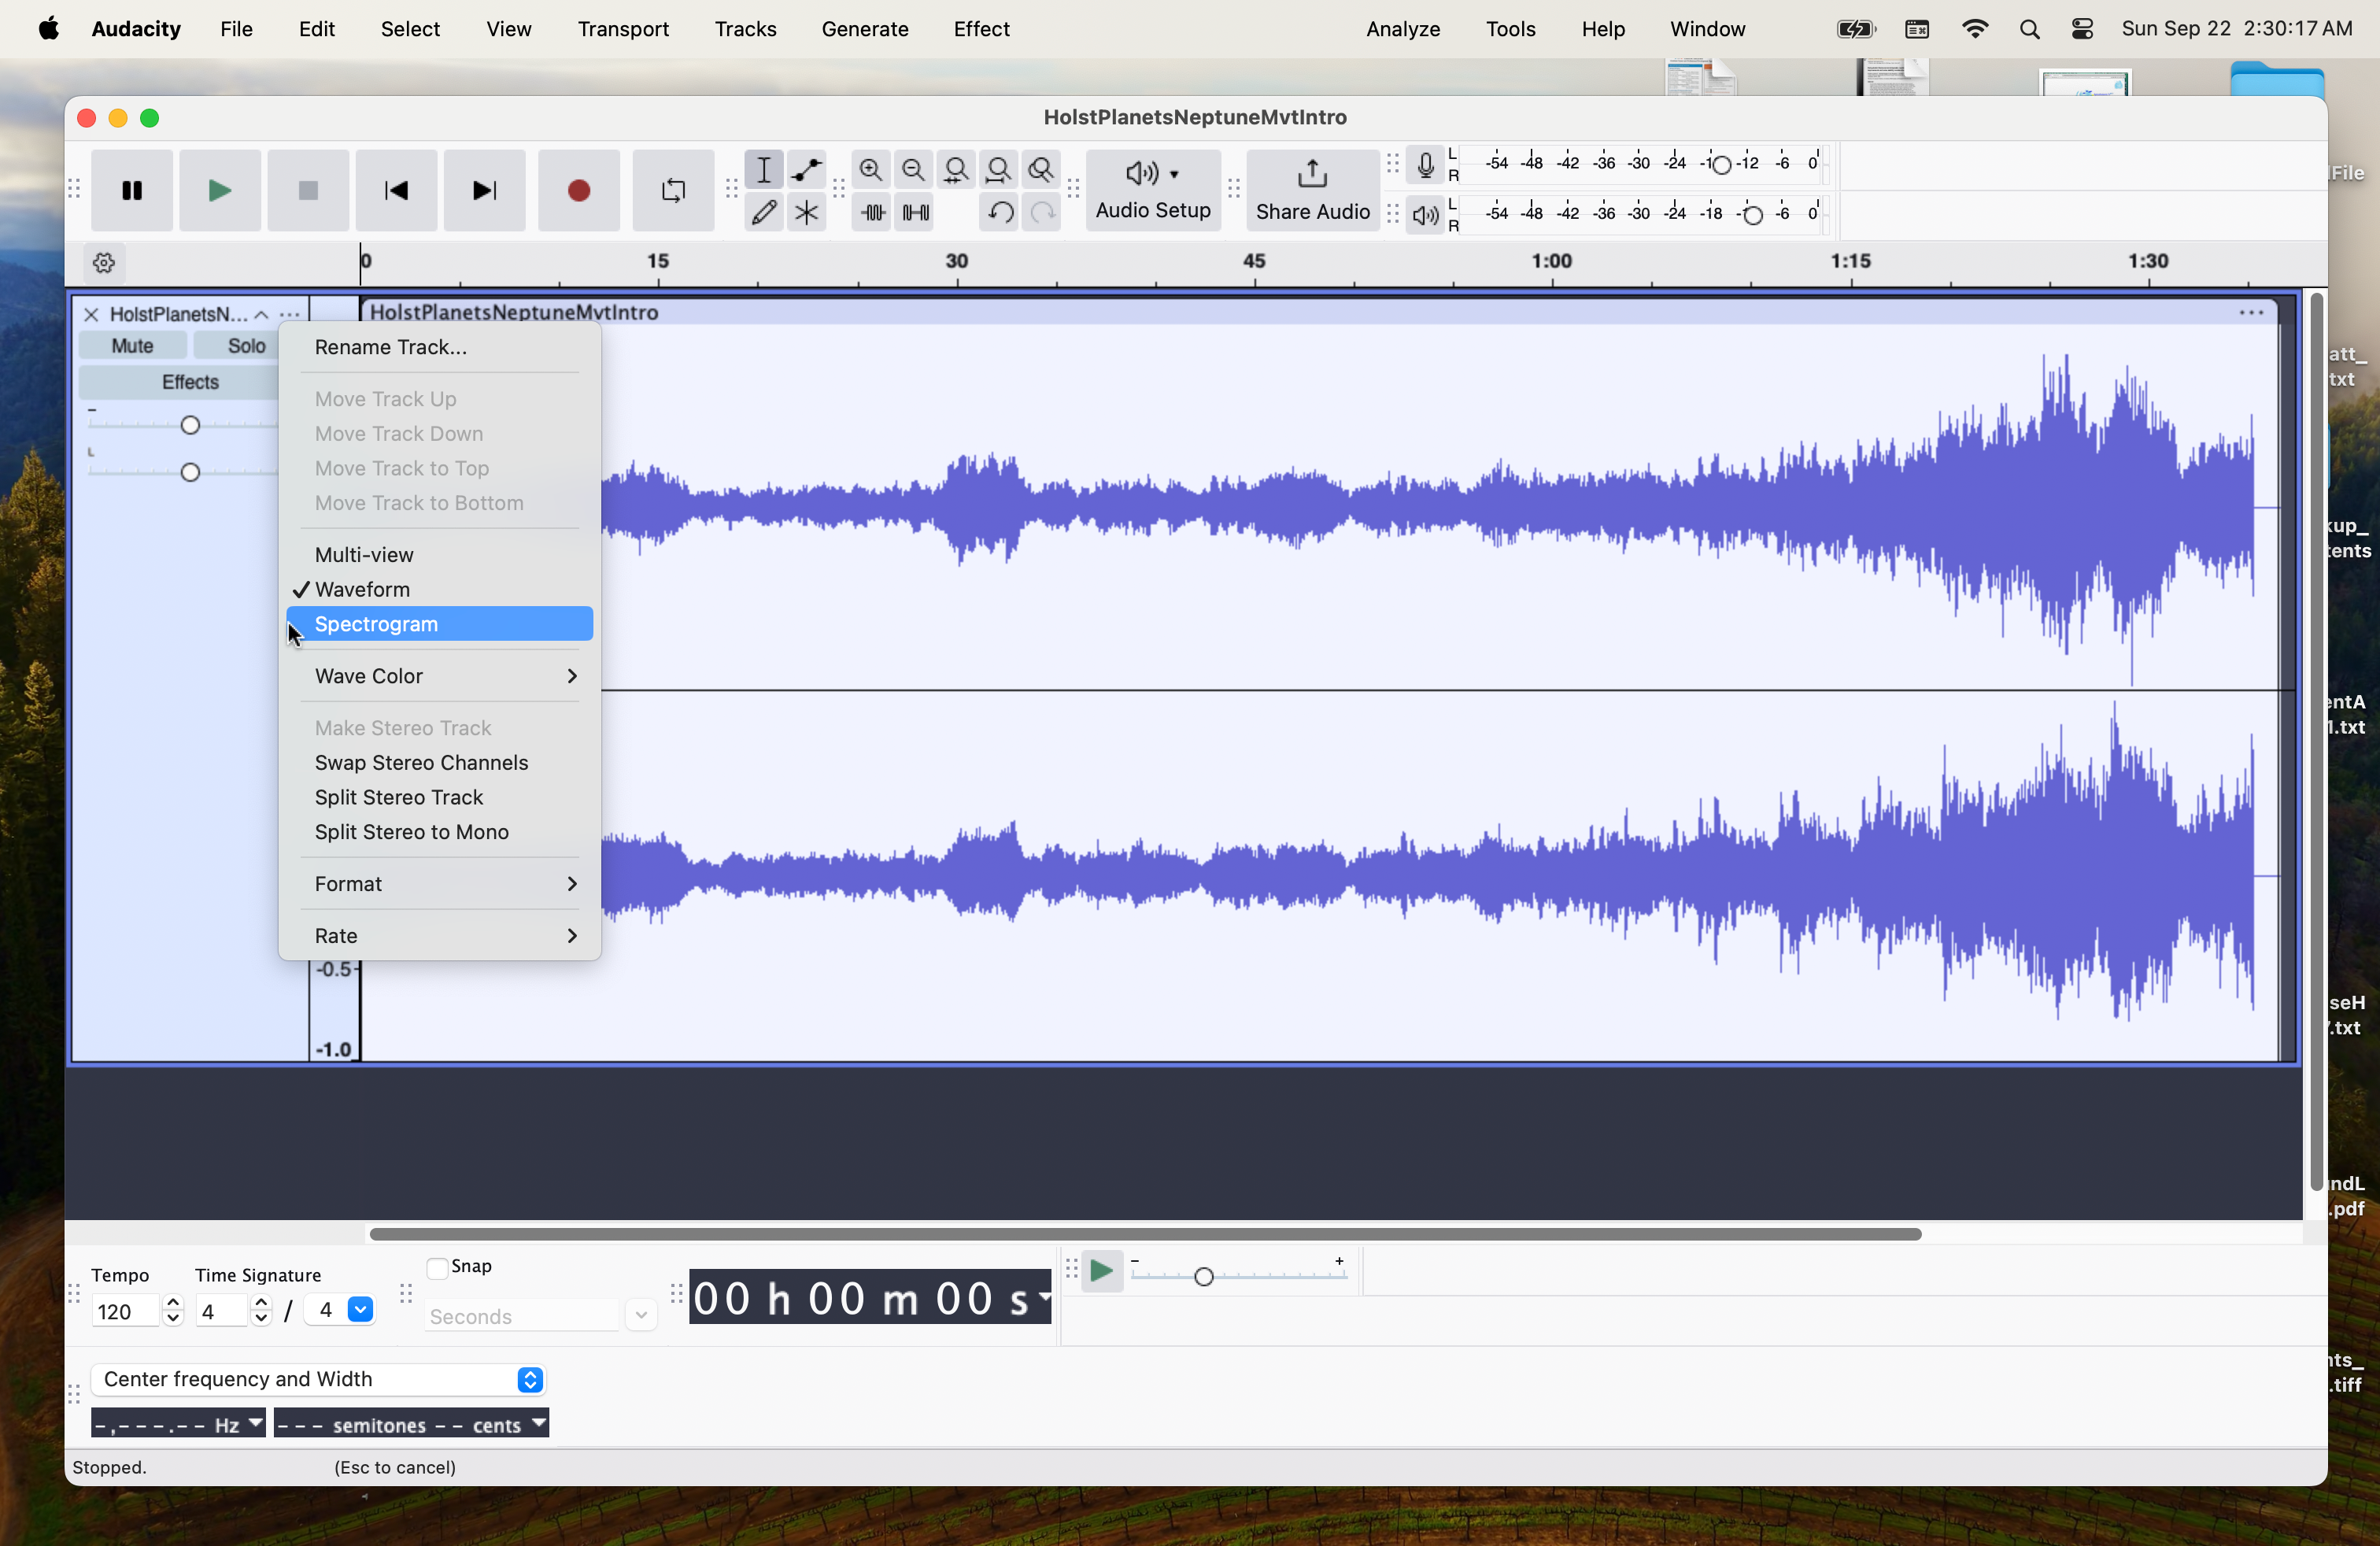 Audacity File Edit Select View Transport Tracks Generate Effect Analyze Tools Help Window Sun Sep 22 2:30:17 AM
HolstPlanetsNeptuneMvtIntro
Audio Setup
Share Audio
L
R
-54 -48 -42 -36 -30 -24 -12 -6 0
L
R
-54 -48 -42 -36 -30 -24 -18 -6 0
0 15 30 45 1:00 1:15 1:30
HolstPlanetsN...
HolstPlanetsNeptuneMvtIntro
Mute Solo
Effects
L
Rename Track...
Move Track Up
Move Track Down
Move Track to Top
Move Track to Bottom
Multi-view
✓ Waveform
Spectrogram
Wave Color
Make Stereo Track
Swap Stereo Channels
Split Stereo Track
Split Stereo to Mono
Format
Rate
-0.5
-1.0
File
att_
txt
kup_
tents
entA
1.txt
seH
.txt
ndL
.pdf
nts_
.tiff
Tempo
120
Time Signature
4 / 4
Snap
Seconds
00 h 00 m 00 s
- +
Center frequency and Width
-,---.-- Hz
--- semitones -- cents
Stopped. (Esc to cancel)